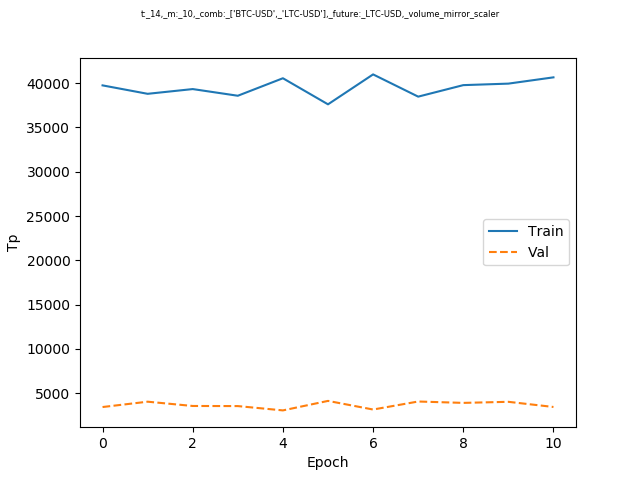 t:_14,_m:_10,_comb:_['BTC-USD',_'LTC-USD'],_future:_LTC-USD,_volume_mirror_scaler
40000
35000
30000
25000
20000
15000
10000
5000
Tp
Train
Val
0 2 4 6 8 10
Epoch